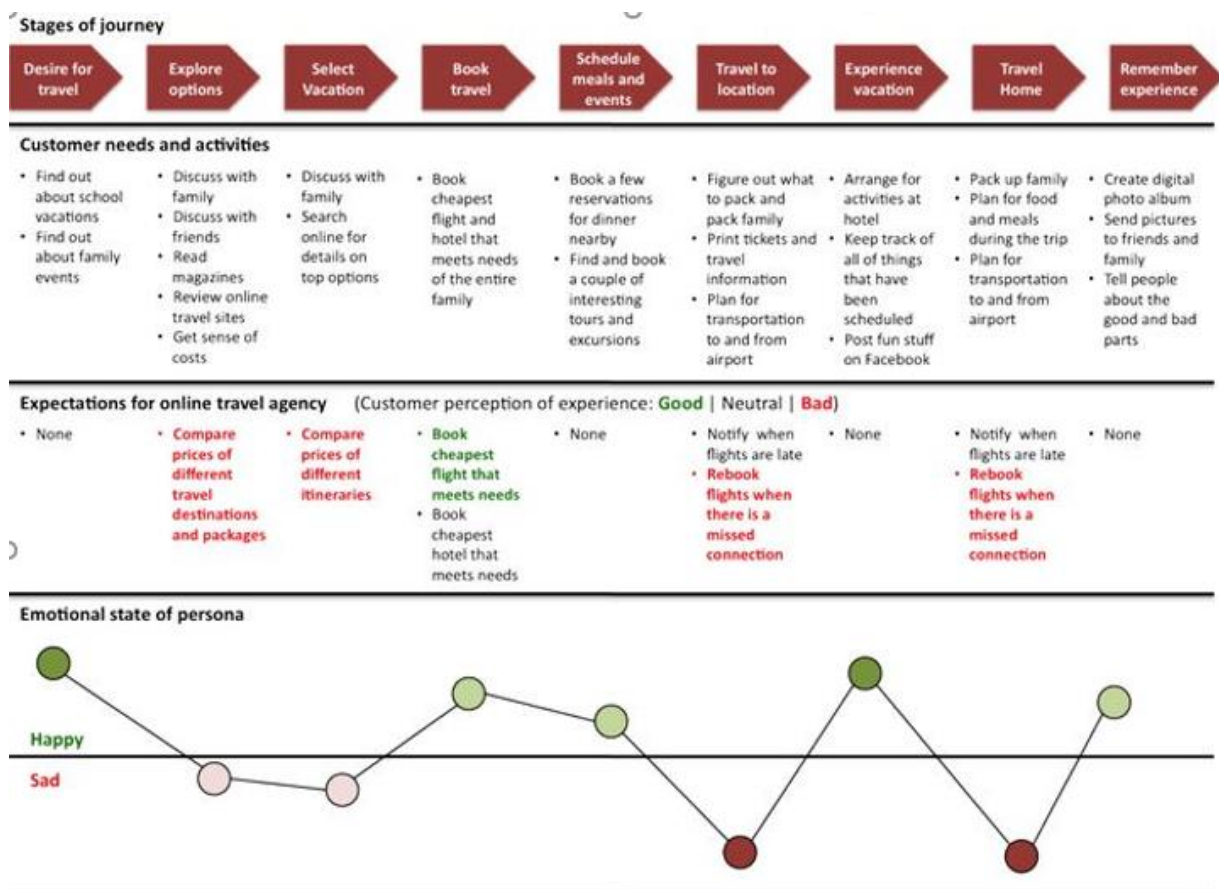 Stages of journey
Desire for
travel
Explore
options
Select
Vacation
Book
travel
Schedule
meals and
events
Travel to
location
Experience
vacation
Travel
Home
Remember
experience
Customer needs and activities
• Find out
about school
vacations
• Find out
about family
events
• Discuss with
family
• Discuss with
friends
• Read
magazines
• Review online
travel sites
• Get sense of
costs
• Discuss with
family
• Search
online for
details on
top options
• Book
cheapest
flight and
hotel that
meets needs
of the entire
family
• Book a few
reservations
for dinner
nearby
• Find and book
a couple of
interesting
tours and
excursions
• Figure out what
to pack and
pack family
• Print tickets and
travel
information
• Plan for
transportation
to and from
airport
• Arrange for
activities at
hotel
• Keep track of
all of things
that have
been
scheduled
• Post fun stuff
on Facebook
• Pack up family
• Plan for food
and meals
during the trip
• Plan for
transportation
to and from
airport
• Create digital
photo album
• Send pictures
to friends and
family
• Tell people
about the
good and bad
parts
Expectations for online travel agency (Customer perception of experience: Good | Neutral | Bad)
• None
• Compare
prices of
different
travel
destinations
and packages
• Compare
prices of
different
itineraries
• Book
cheapest
flight that
meets needs
• Book
cheapest
hotel that
meets needs
• None
• Notify when
flights are late
• Rebook
flights when
there is a
missed
connection
• None
• Notify when
flights are late
• Rebook
flights when
there is a
missed
connection
• None
Emotional state of persona
Happy
Sad